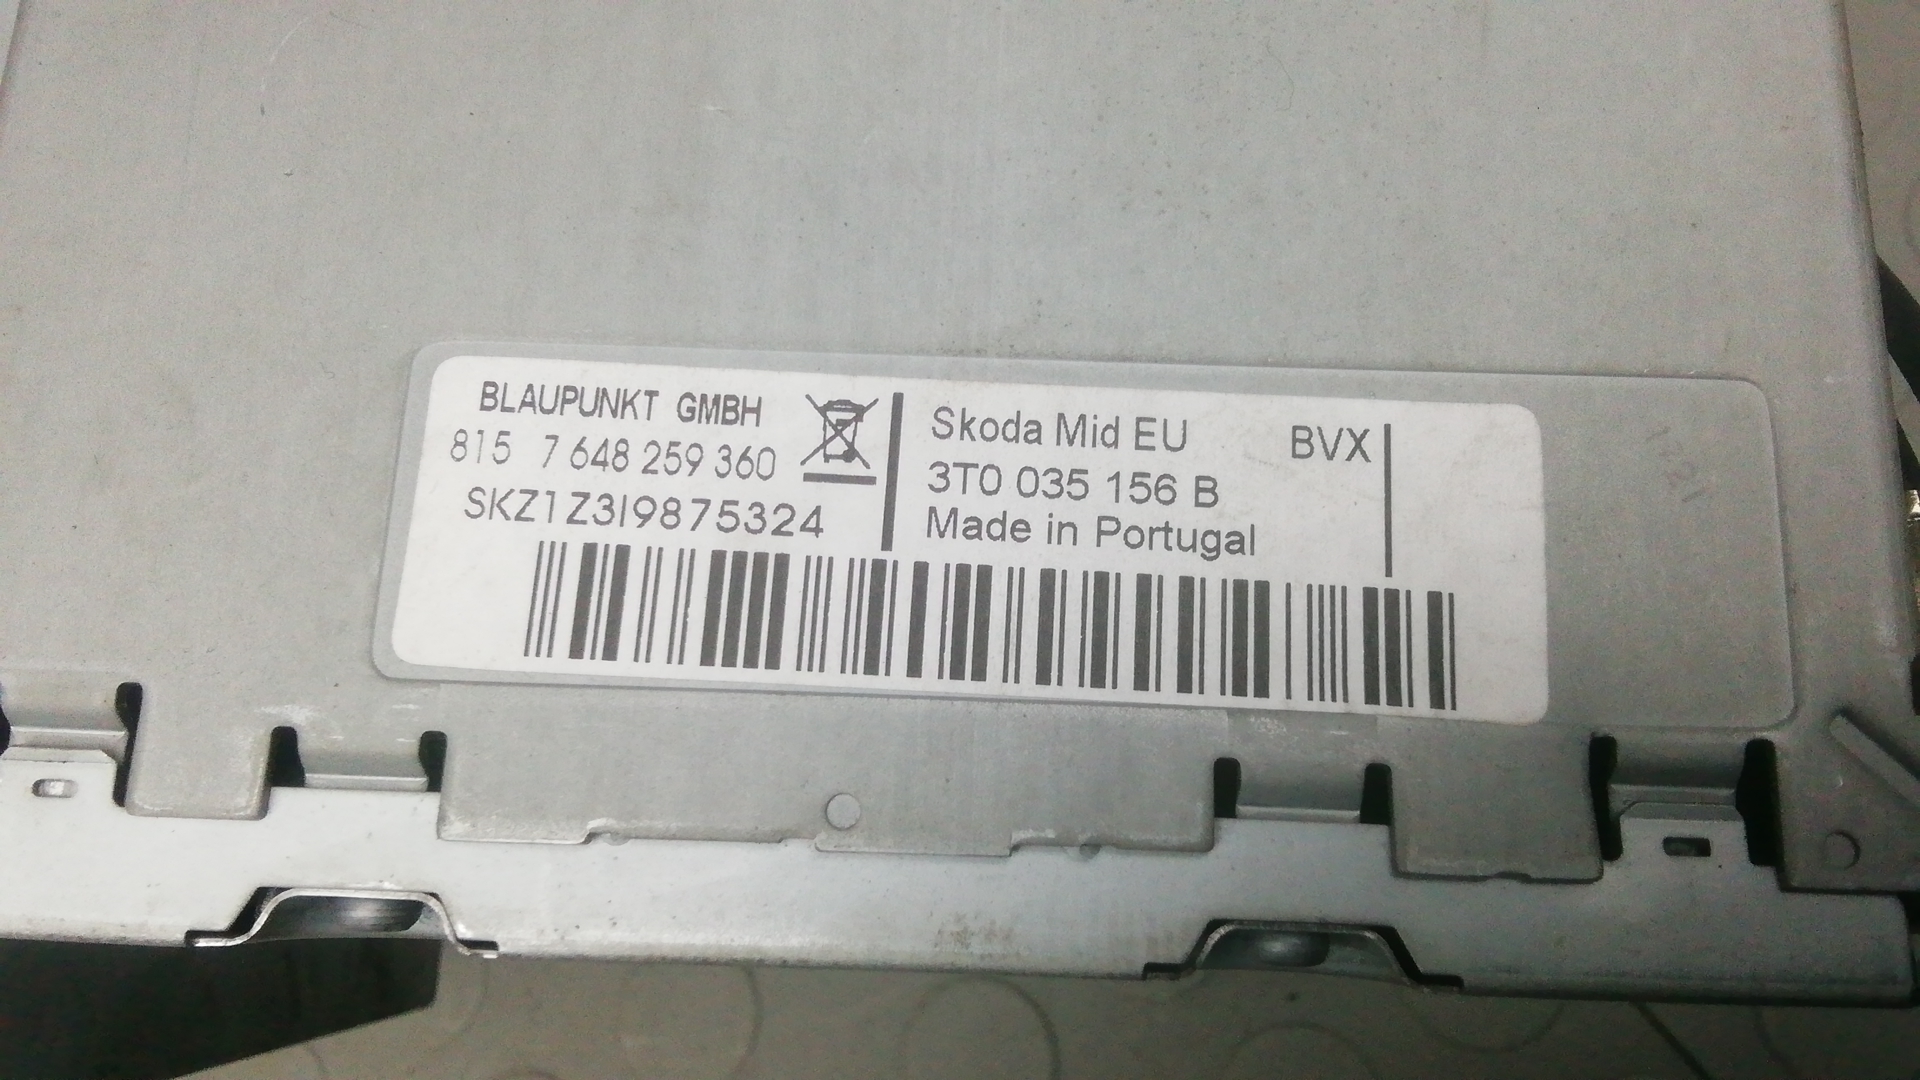 BLAUPUNKT GMBH
815 7 648 259 360
SKZ1Z3I9875324
Skoda Mid EU BVX
3T0 035 156 B
Made in Portugal